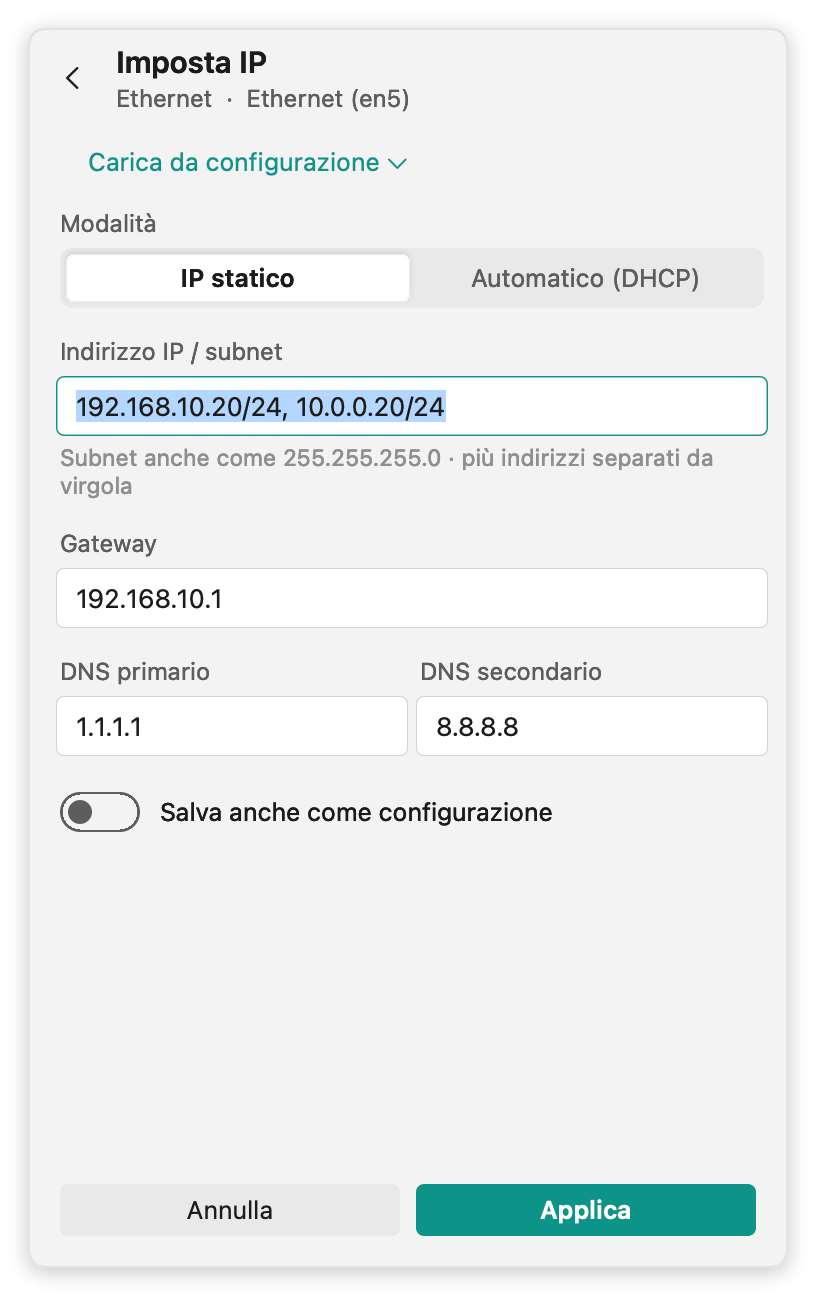 Imposta IP
Ethernet · Ethernet (en5)
Carica da configurazione
Modalità
IP statico
Automatico (DHCP)
Indirizzo IP / subnet
192.168.10.20/24, 10.0.0.20/24
Subnet anche come 255.255.255.0 · più indirizzi separati da
virgola
Gateway
192.168.10.1
DNS primario
DNS secondario
1.1.1.1
8.8.8.8
Salva anche come configurazione
Annulla
Applica